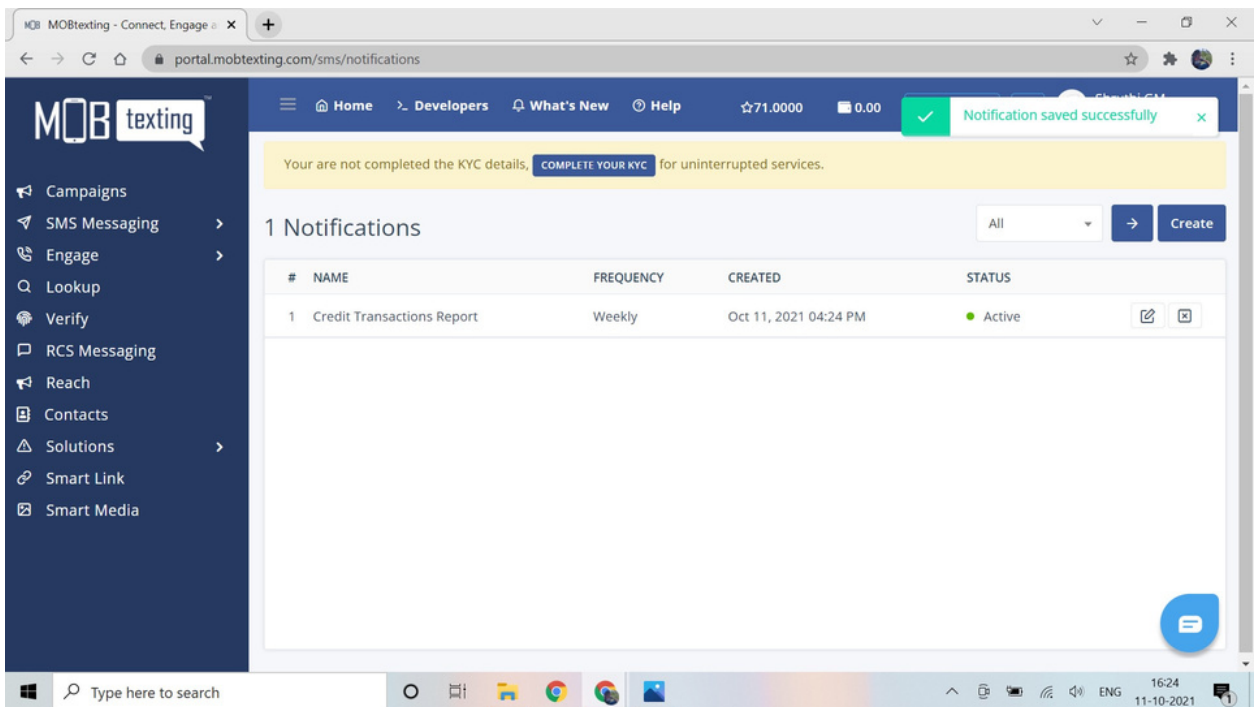 MOBtexting - Connect, Engage a
portal.mobtexting.com/sms/notifications
MOB texting
Home >_ Developers What's New Help 71.0000 0.00
Notification saved successfully
Your are not completed the KYC details, COMPLETE YOUR KYC for uninterrupted services.
Campaigns
SMS Messaging
Engage
Lookup
Verify
RCS Messaging
Reach
Contacts
Solutions
Smart Link
Smart Media
1 Notifications All Create
# NAME FREQUENCY CREATED STATUS
1 Credit Transactions Report Weekly Oct 11, 2021 04:24 PM Active
Type here to search
ENG
16:24
11-10-2021
1